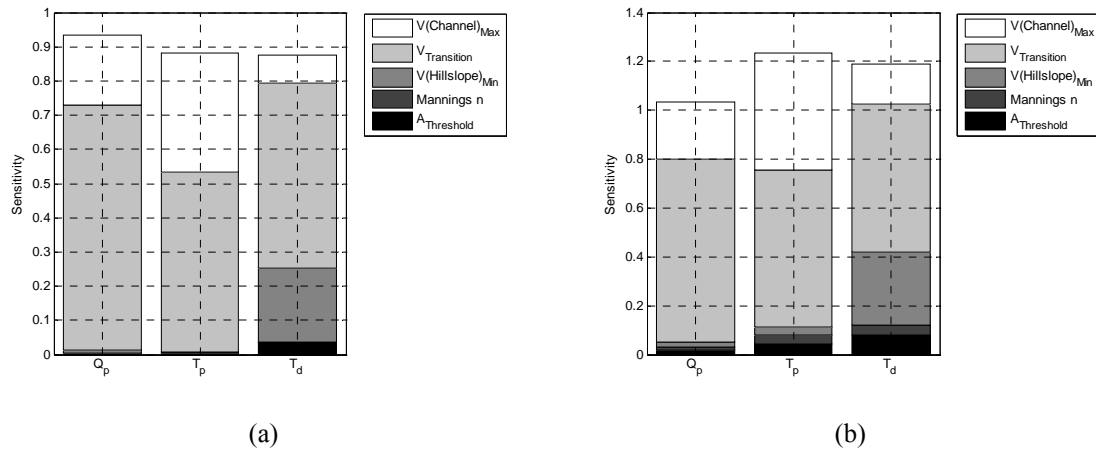 1
0.9
0.8
0.7
0.6
0.5
0.4
0.3
0.2
0.1
0
Sensitivity
Qp
Tp
Td
V(Channel)Max
VTransition
V(Hillslope)Min
Mannings n
AThreshold
(a)
1.4
1.2
1
0.8
0.6
0.4
0.2
0
Sensitivity
Qp
Tp
Td
V(Channel)Max
VTransition
V(Hillslope)Min
Mannings n
AThreshold
(b)